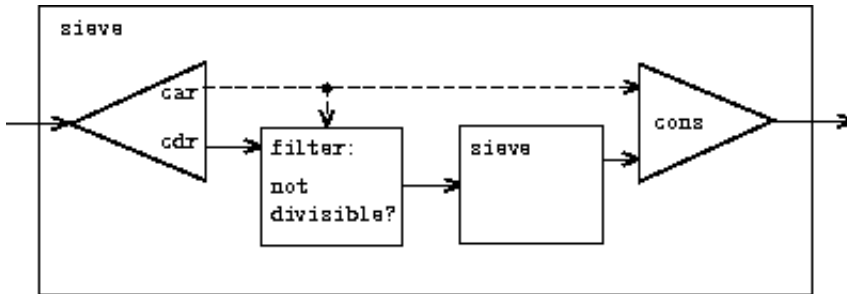 sieve
car
cdr
filter:
not
divisible?
sieve
cons